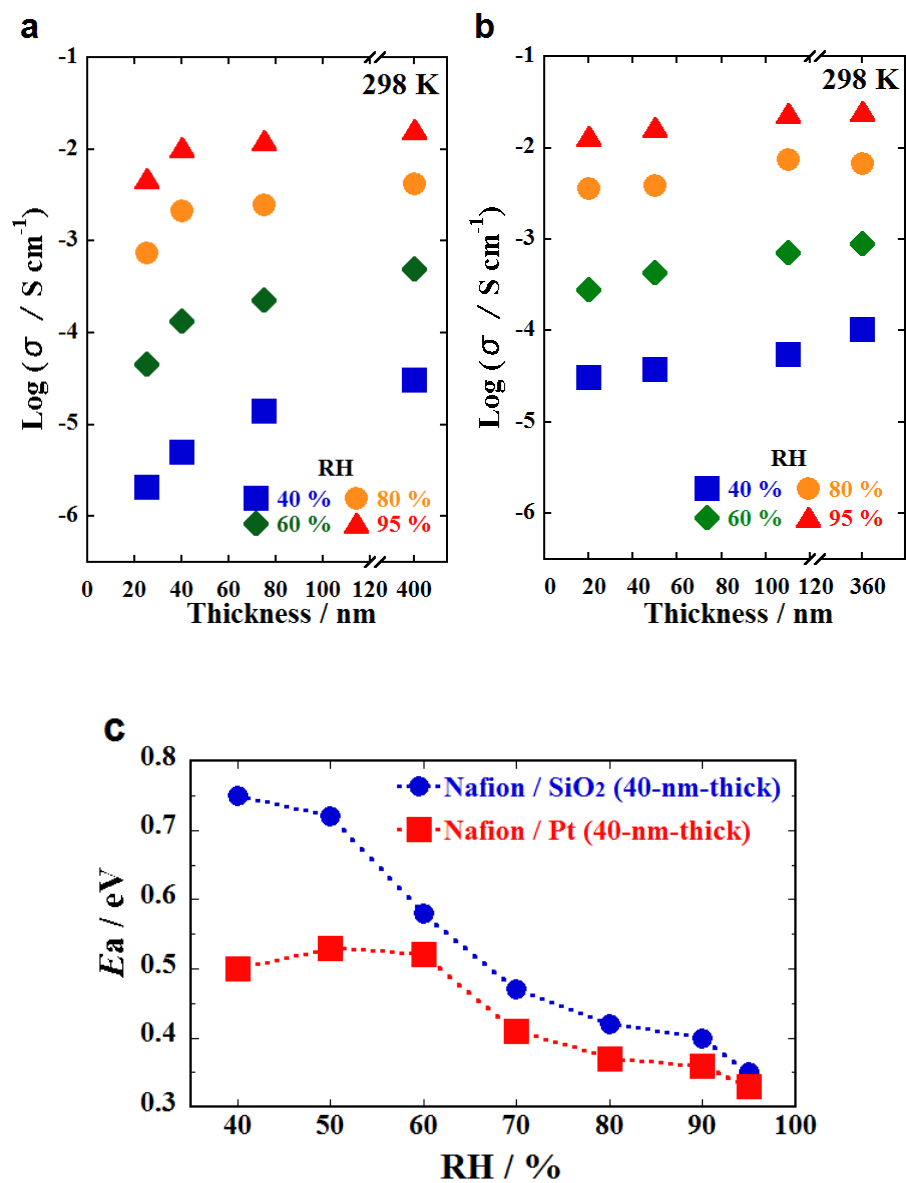 a
-1
-2
-3
-4
-5
-6
Log (σ / S cm-1)
298 K
RH
40 % 80 %
60 % 95 %
0 20 40 60 80 100 120 400
Thickness / nm
b
-1
-2
-3
-4
-5
-6
Log (σ / S cm-1)
298 K
RH
40 % 80 %
60 % 95 %
0 20 40 60 80 100 120 360
Thickness / nm
c
0.8
0.7
0.6
0.5
0.4
0.3
Ea / eV
Nafion / SiO2 (40-nm-thick)
Nafion / Pt (40-nm-thick)
40 50 60 70 80 90 100
RH / %